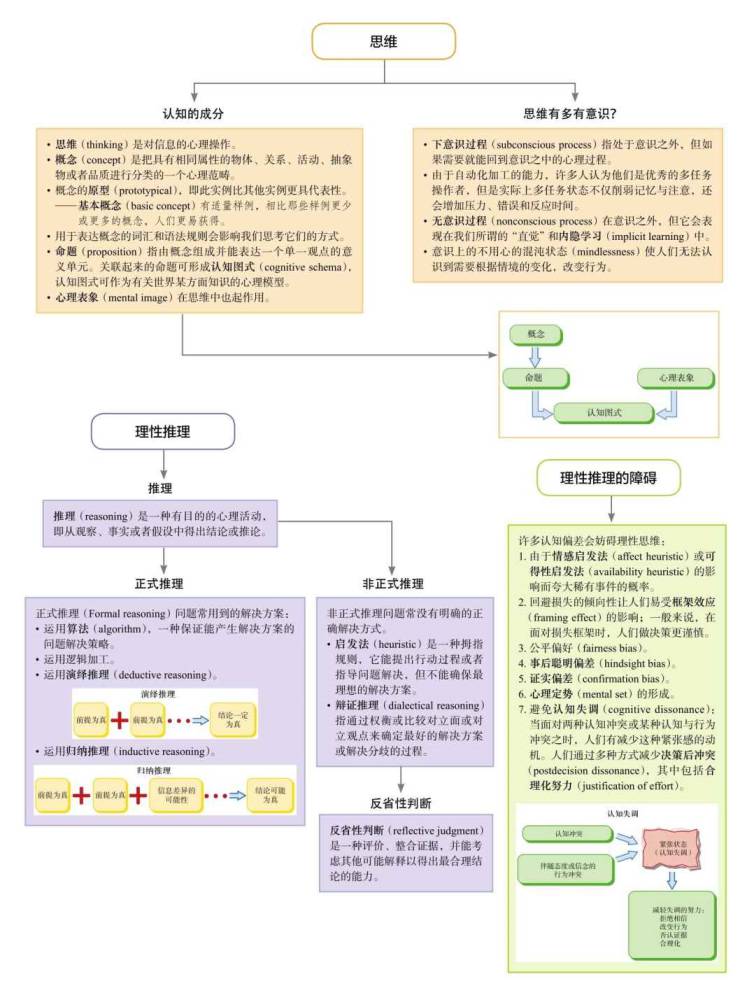 思维
认知的成分
• 思维（thinking）是对信息的心理操作。
• 概念（concept）是把具有相同属性的物体、关系、活动、抽象
物或者品质进行分类的一个心理范畴。
• 概念的原型（prototypical），即此实例比其他实例更具代表性。
——基本概念（basic concept）有适量样例，相比那些样例更少
或更多的概念，人们更易获得。
• 用于表达概念的词汇和语法规则会影响我们思考它们的方式。
• 命题（proposition）指由概念组成并能表达一个单一观点的意
义单元。关联起来的命题可形成认知图式（cognitive schema），
认知图式可作为有关世界某方面知识的心理模型。
• 心理表象（mental image）在思维中也起作用。
思维有多有意识？
• 下意识过程（subconscious process）指处于意识之外，但如
果需要就能回到意识之中的心理过程。
• 由于自动化加工的能力，许多人认为他们是优秀的多任务
操作者，但是实际上多任务状态不仅削弱记忆与注意，还
会增加压力、错误和反应时间。
• 无意识过程（nonconscious process）在意识之外，但它会表
现在我们所谓的“直觉”和内隐学习（implicit learning）中。
• 意识上的不用心的混沌状态（mindlessness）使人们无法认
识到需要根据情境的变化，改变行为。
概念
命题
心理表象
认知图式
理性推理
推理
推理（reasoning）是一种有目的的心理活动，
即从观察、事实或者假设中得出结论或推论。
正式推理
正式推理（Formal reasoning）问题常用到的解决方案：
• 运用算法（algorithm），一种保证能产生解决方案的
问题解决策略。
• 运用逻辑加工。
• 运用演绎推理（deductive reasoning）。
演绎推理
前提为真
前提为真
结论一定
为真
• 运用归纳推理（inductive reasoning）。
归纳推理
前提为真
前提为真
信息差异的
可能性
结论可能
为真
非正式推理
非正式推理问题常没有明确的正
确解决方式。
• 启发法（heuristic）是一种拇指
规则，它能提出行动过程或者
指导问题解决，但不能确保最
理想的解决方案。
• 辩证推理（dialectical reasoning）
指通过权衡或比较对立面或对
立观点来确定最好的解决方案
或解决分歧的过程。
反省性判断
反省性判断（reflective judgment）
是一种评价、整合证据，并能考
虑其他可能解释以得出最合理结
论的能力。
理性推理的障碍
许多认知偏差会妨碍理性思维：
1. 由于情感启发法（affect heuristic）或可
得性启发法（availability heuristic）的影
响而夸大稀有事件的概率。
2. 回避损失的倾向性让人们易受框架效应
（framing effect）的影响；一般来说，在
面对损失框架时，人们做决策更谨慎。
3. 公平偏好（fairness bias）。
4. 事后聪明偏差（hindsight bias）。
5. 证实偏差（confirmation bias）。
6. 心理定势（mental set）的形成。
7. 避免认知失调（cognitive dissonance）；
当面对两种认知冲突或某种认知与行为
冲突之时，人们有减少这种紧张感的动
机。人们通过多种方式减少决策后冲突
（postdecision dissonance），其中包括合
理化努力（justification of effort）。
认知失调
认知冲突
伴随态度或信念的
行为冲突
紧张状态
（认知失调）
减轻失调的努力：
拒绝相信
改变行为
否认证据
合理化